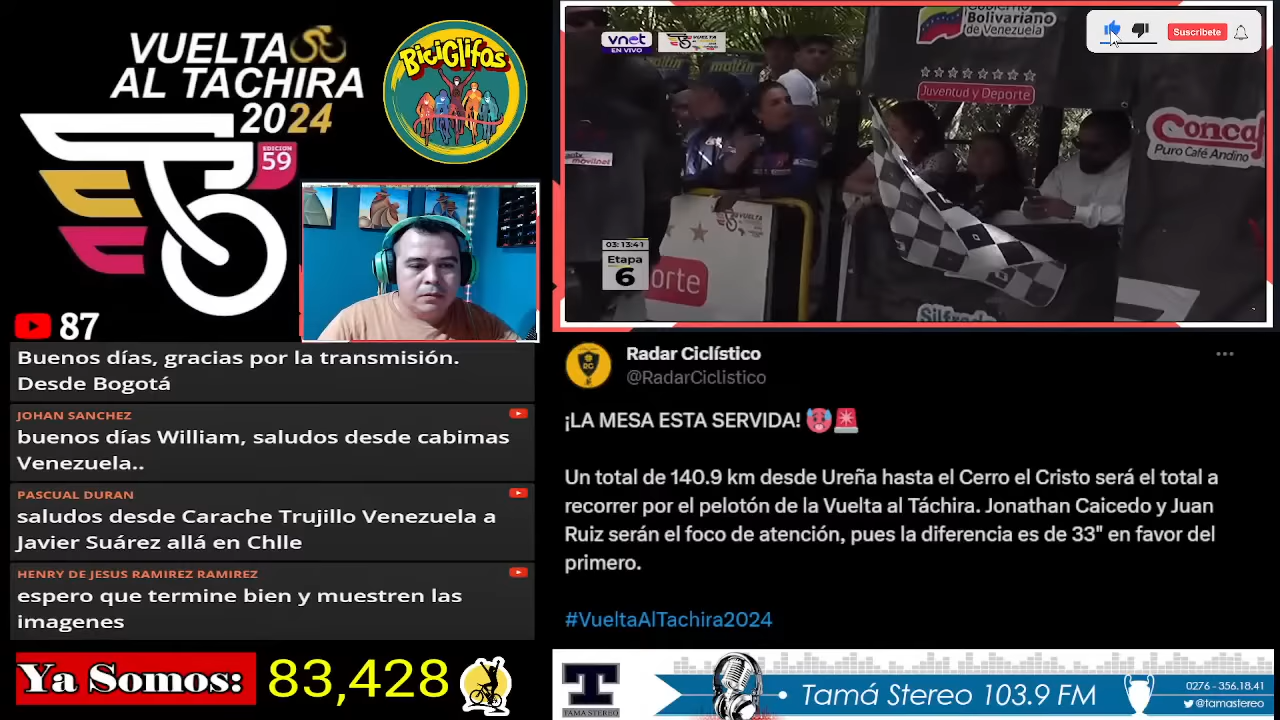 VUELTA
AL TACHIRA
2024
EDICION
59
BiciGlifos
87
Buenos días, gracias por la transmisión.
Desde Bogotá
JOHAN SANCHEZ
buenos días William, saludos desde cabimas
Venezuela..
PASCUAL DURAN
saludos desde Carache Trujillo Venezuela a
Javier Suárez allá en Chlle
HENRY DE JESUS RAMIREZ RAMIREZ
espero que termine bien y muestren las
imagenes
Ya Somos: 83,428
vnet
EN VIVO
VUELTA
Gobierno
Bolivariano
de Venezuela
Juventud y Deporte
Suscríbete
Puro Café Andino
movilnet
VUELTA
03:13:41
Etapa
6
orte
Radar Ciclístico
@RadarCiclistico
¡LA MESA ESTA SERVIDA!
Un total de 140.9 km desde Ureña hasta el Cerro el Cristo será el total a
recorrer por el pelotón de la Vuelta al Táchira. Jonathan Caicedo y Juan
Ruiz serán el foco de atención, pues la diferencia es de 33" en favor del
primero.
#VueltaAlTachira2024
TAMA STEREO
Tamá Stereo 103.9 FM
0276 - 356.18.41
@tamastereo